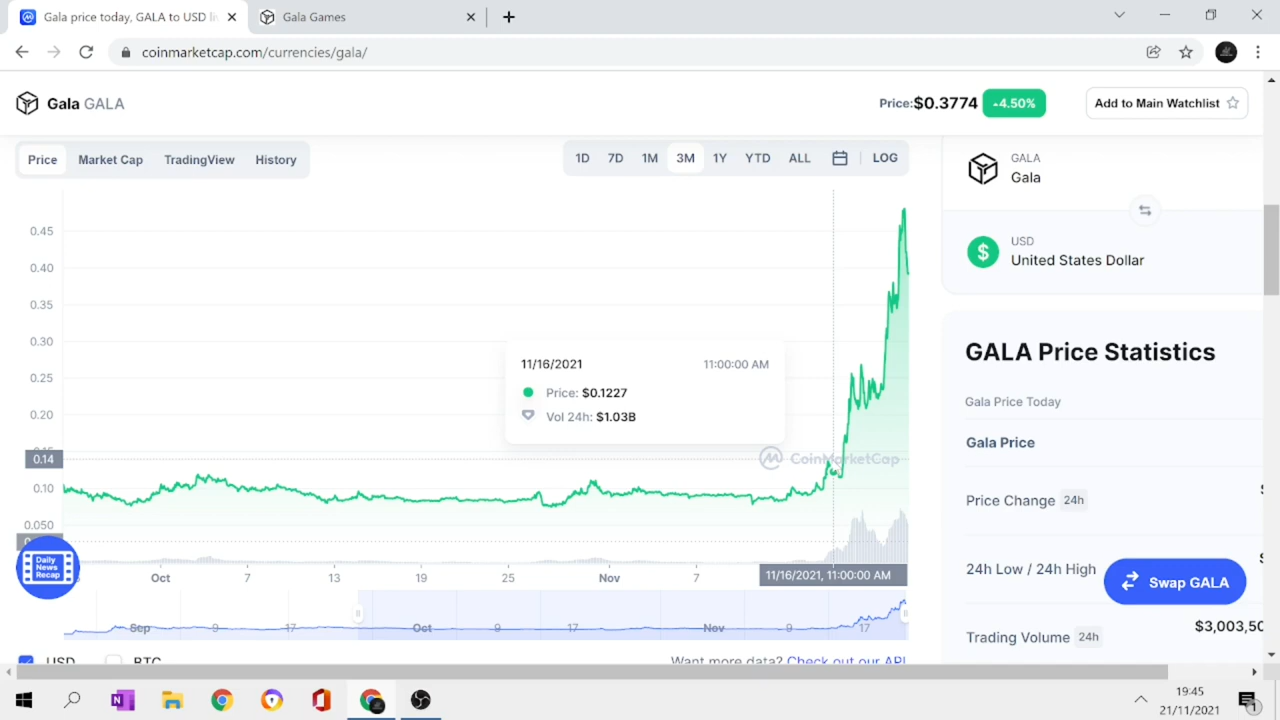 Gala price today, GALA to USD li
Gala Games
coinmarketcap.com/currencies/gala/
Gala GALA
Price:$0.3774
4.50%
Add to Main Watchlist
Price Market Cap TradingView History
1D 7D 1M 3M 1Y YTD ALL LOG
GALA
Gala
USD
United States Dollar
0.45
0.40
0.35
0.30
0.25
0.20
0.14
0.10
0.050
11/16/2021 11:00:00 AM
Price: $0.1227
Vol 24h: $1.03B
CoinMarketCap
GALA Price Statistics
Gala Price Today
Gala Price
Price Change 24h
24h Low / 24h High
Swap GALA
Trading Volume 24h
$3,003,50
Daily
News
Recap
Oct 7 13 19 25 Nov 7
11/16/2021, 11:00:00 AM
Sep 9 17 Oct 9 17 Nov 9 17
USD BTC
Want more data? Check out our API
19:45
21/11/2021
1